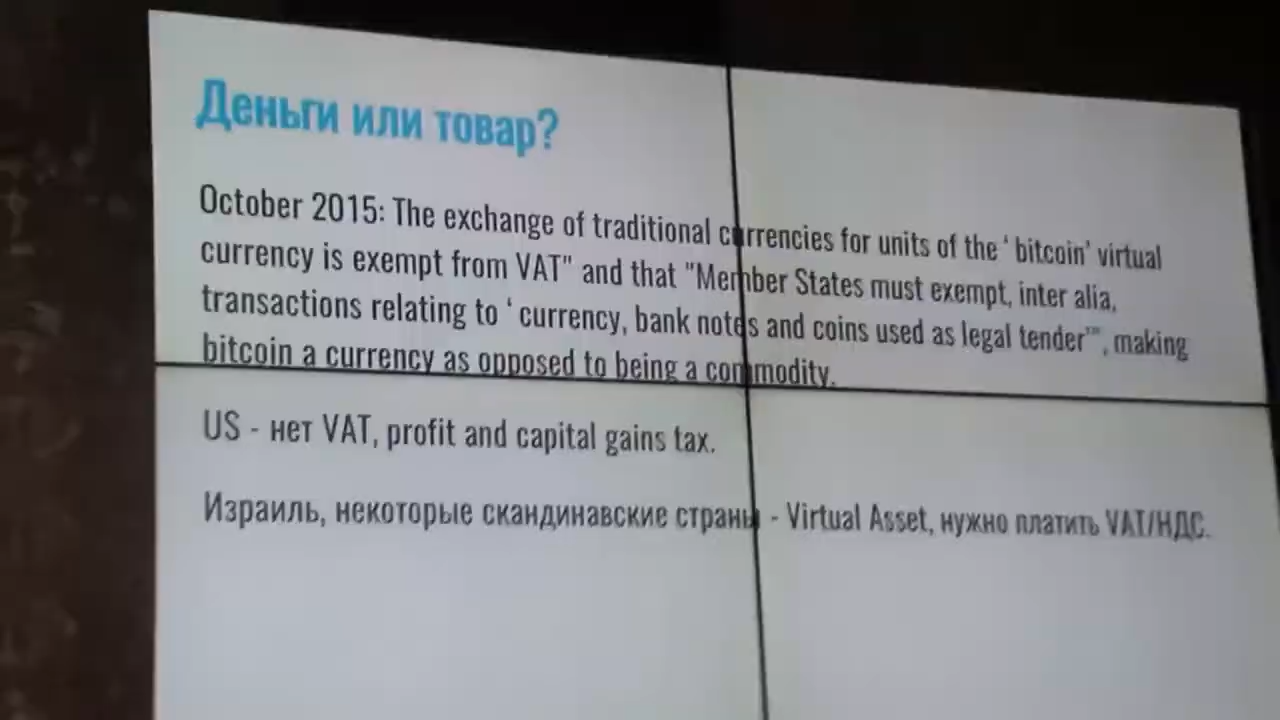 Деньги или товар?
October 2015: The exchange of traditional currencies for units of the ‘ bitcoin’ virtual
currency is exempt from VAT" and that "Member States must exempt, inter alia,
transactions relating to ‘ currency, bank notes and coins used as legal tender’", making
bitcoin a currency as opposed to being a commodity.
US - нет VAT, profit and capital gains tax.
Израиль, некоторые скандинавские страны - Virtual Asset, нужно платить VAT/НДС.